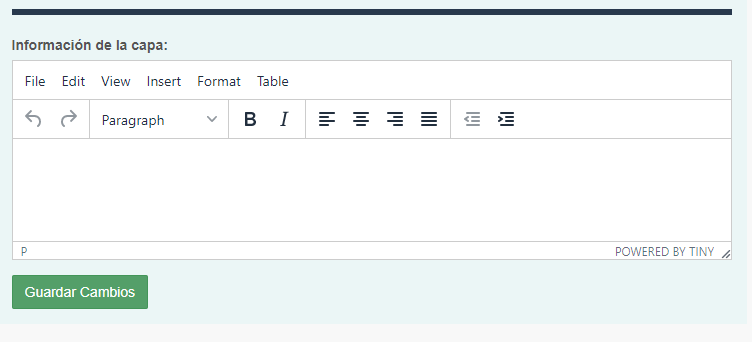 Información de la capa:
File Edit View Insert Format Table
Paragraph B I
P POWERED BY TINY
Guardar Cambios